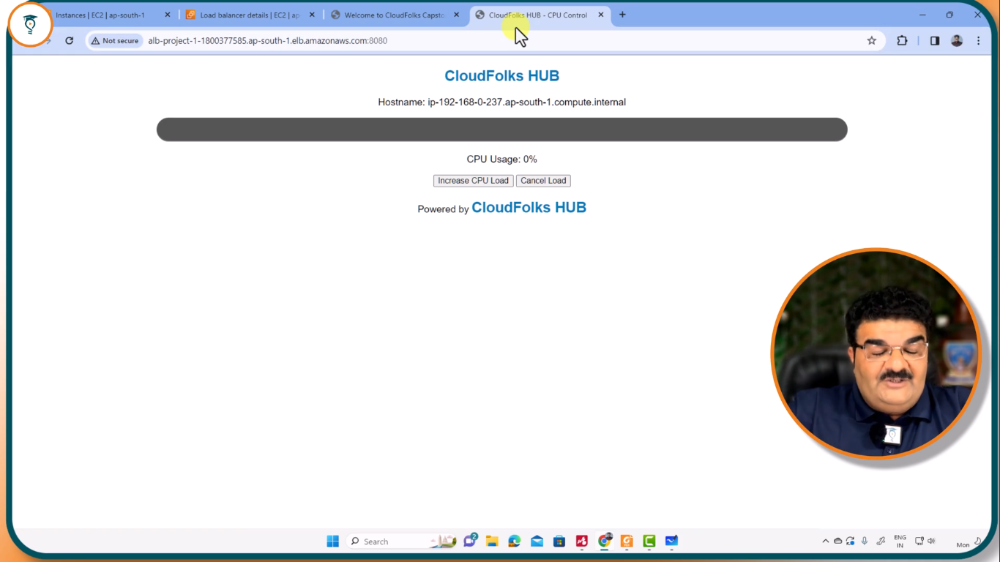 Instances | EC2 | ap-south-1
Load balancer details | EC2 | ap
Welcome to CloudFolks Capsto
CloudFolks HUB - CPU Control
Not secure
alb-project-1-1800377585.ap-south-1.elb.amazonaws.com:8080
CloudFolks HUB
Hostname: ip-192-168-0-237.ap-south-1.compute.internal
CPU Usage: 0%
Increase CPU Load
Cancel Load
Powered by CloudFolks HUB
Search
2
ENG
IN
Mon